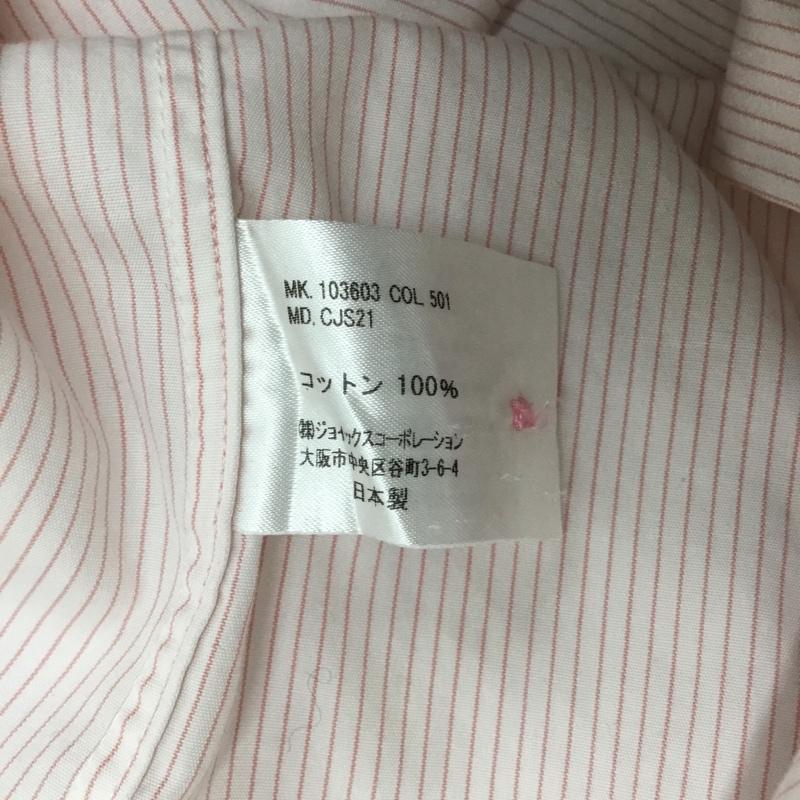 MK. 103603 COL 501
MD. CJS21
コットン 100%
㈱ジョイックスコーポレーション
大阪市中央区谷町3-6-4
日本製